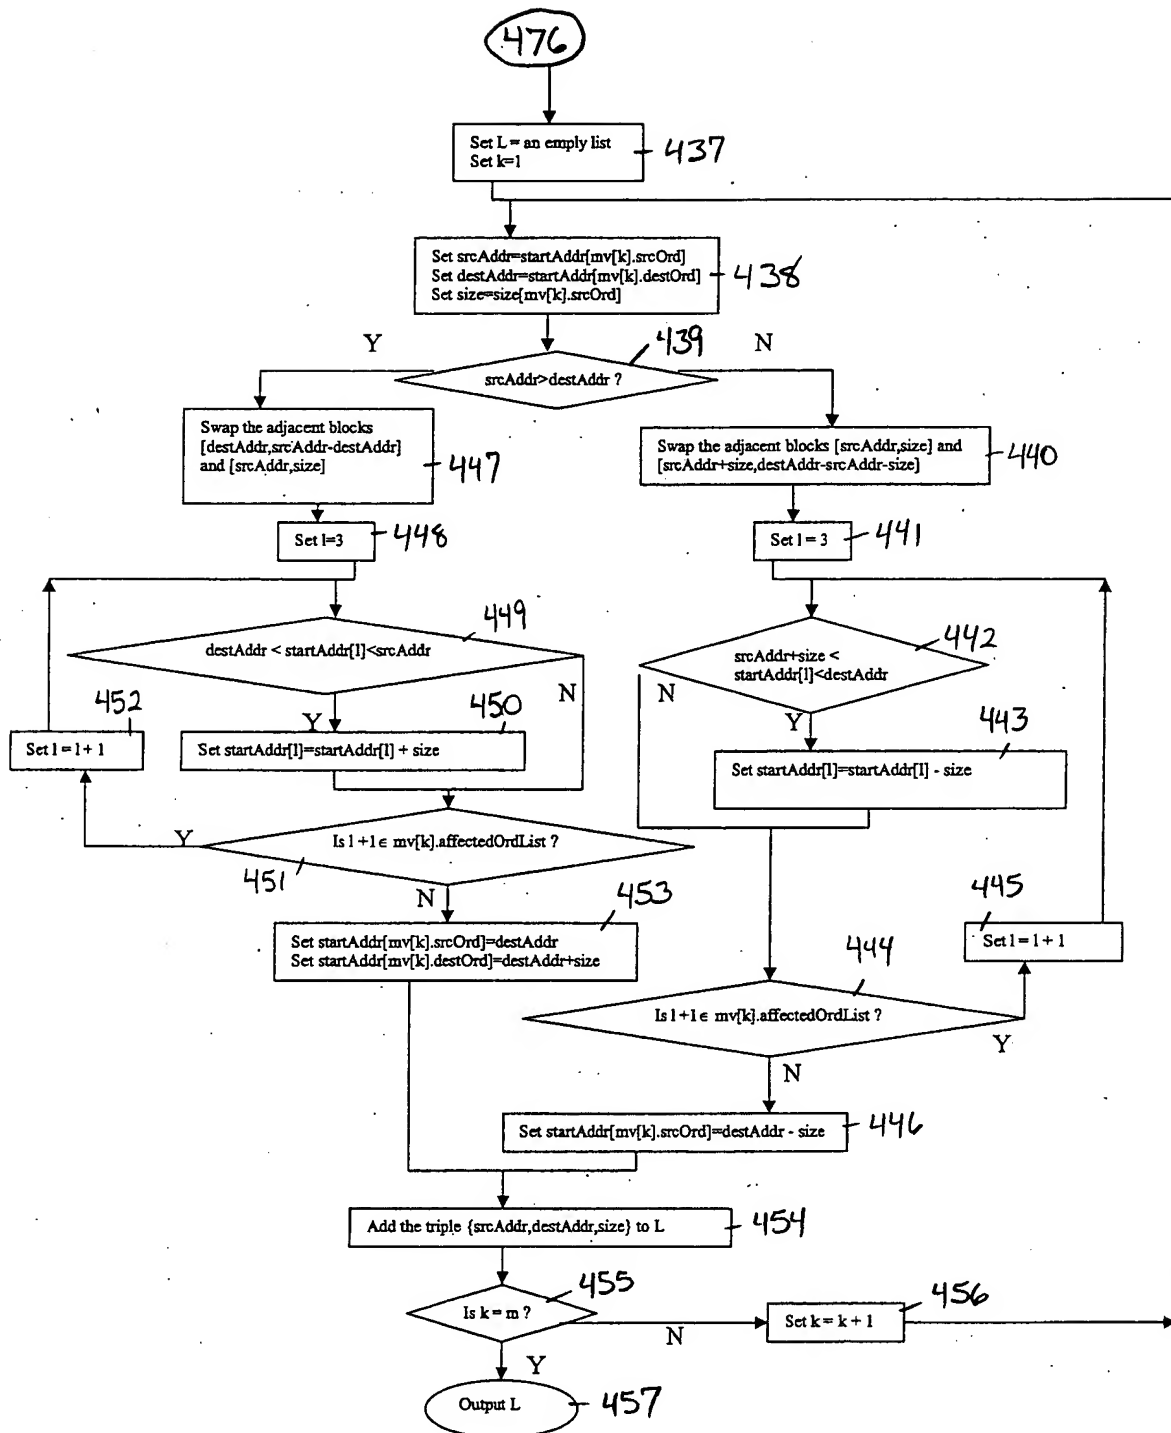 476
Set L = an emply list
Set k=1
437
Set srcAddr=startAddr[mv[k].srcOrd]
Set destAddr=startAddr[mv[k].destOrd]
Set size=size[mv[k].srcOrd]
438
439
Y
N
srcAddr>destAddr ?
Swap the adjacent blocks
[destAddr,srcAddr-destAddr]
and [srcAddr,size]
447
Swap the adjacent blocks [srcAddr,size] and
[srcAddr+size,destAddr-srcAddr-size]
440
Set l=3
448
Set l = 3
441
449
destAddr < startAddr[l]<srcAddr
442
srcAddr+size <
startAddr[l]<destAddr
N
N
452
Y
450
Y
443
Set l = l + 1
Set startAddr[l]=startAddr[l] + size
Set startAddr[l]=startAddr[l] - size
Y
Is l +1 ∈ mv[k].affectedOrdList ?
451
N
453
445
Set startAddr[mv[k].srcOrd]=destAddr
Set startAddr[mv[k].destOrd]=destAddr+size
Set l = l + 1
444
Is l +1 ∈ mv[k].affectedOrdList ?
Y
N
Set startAddr[mv[k].srcOrd]=destAddr - size
446
Add the triple {srcAddr,destAddr,size} to L
454
455
Is k = m ?
N
Set k = k + 1
456
Y
Output L
457